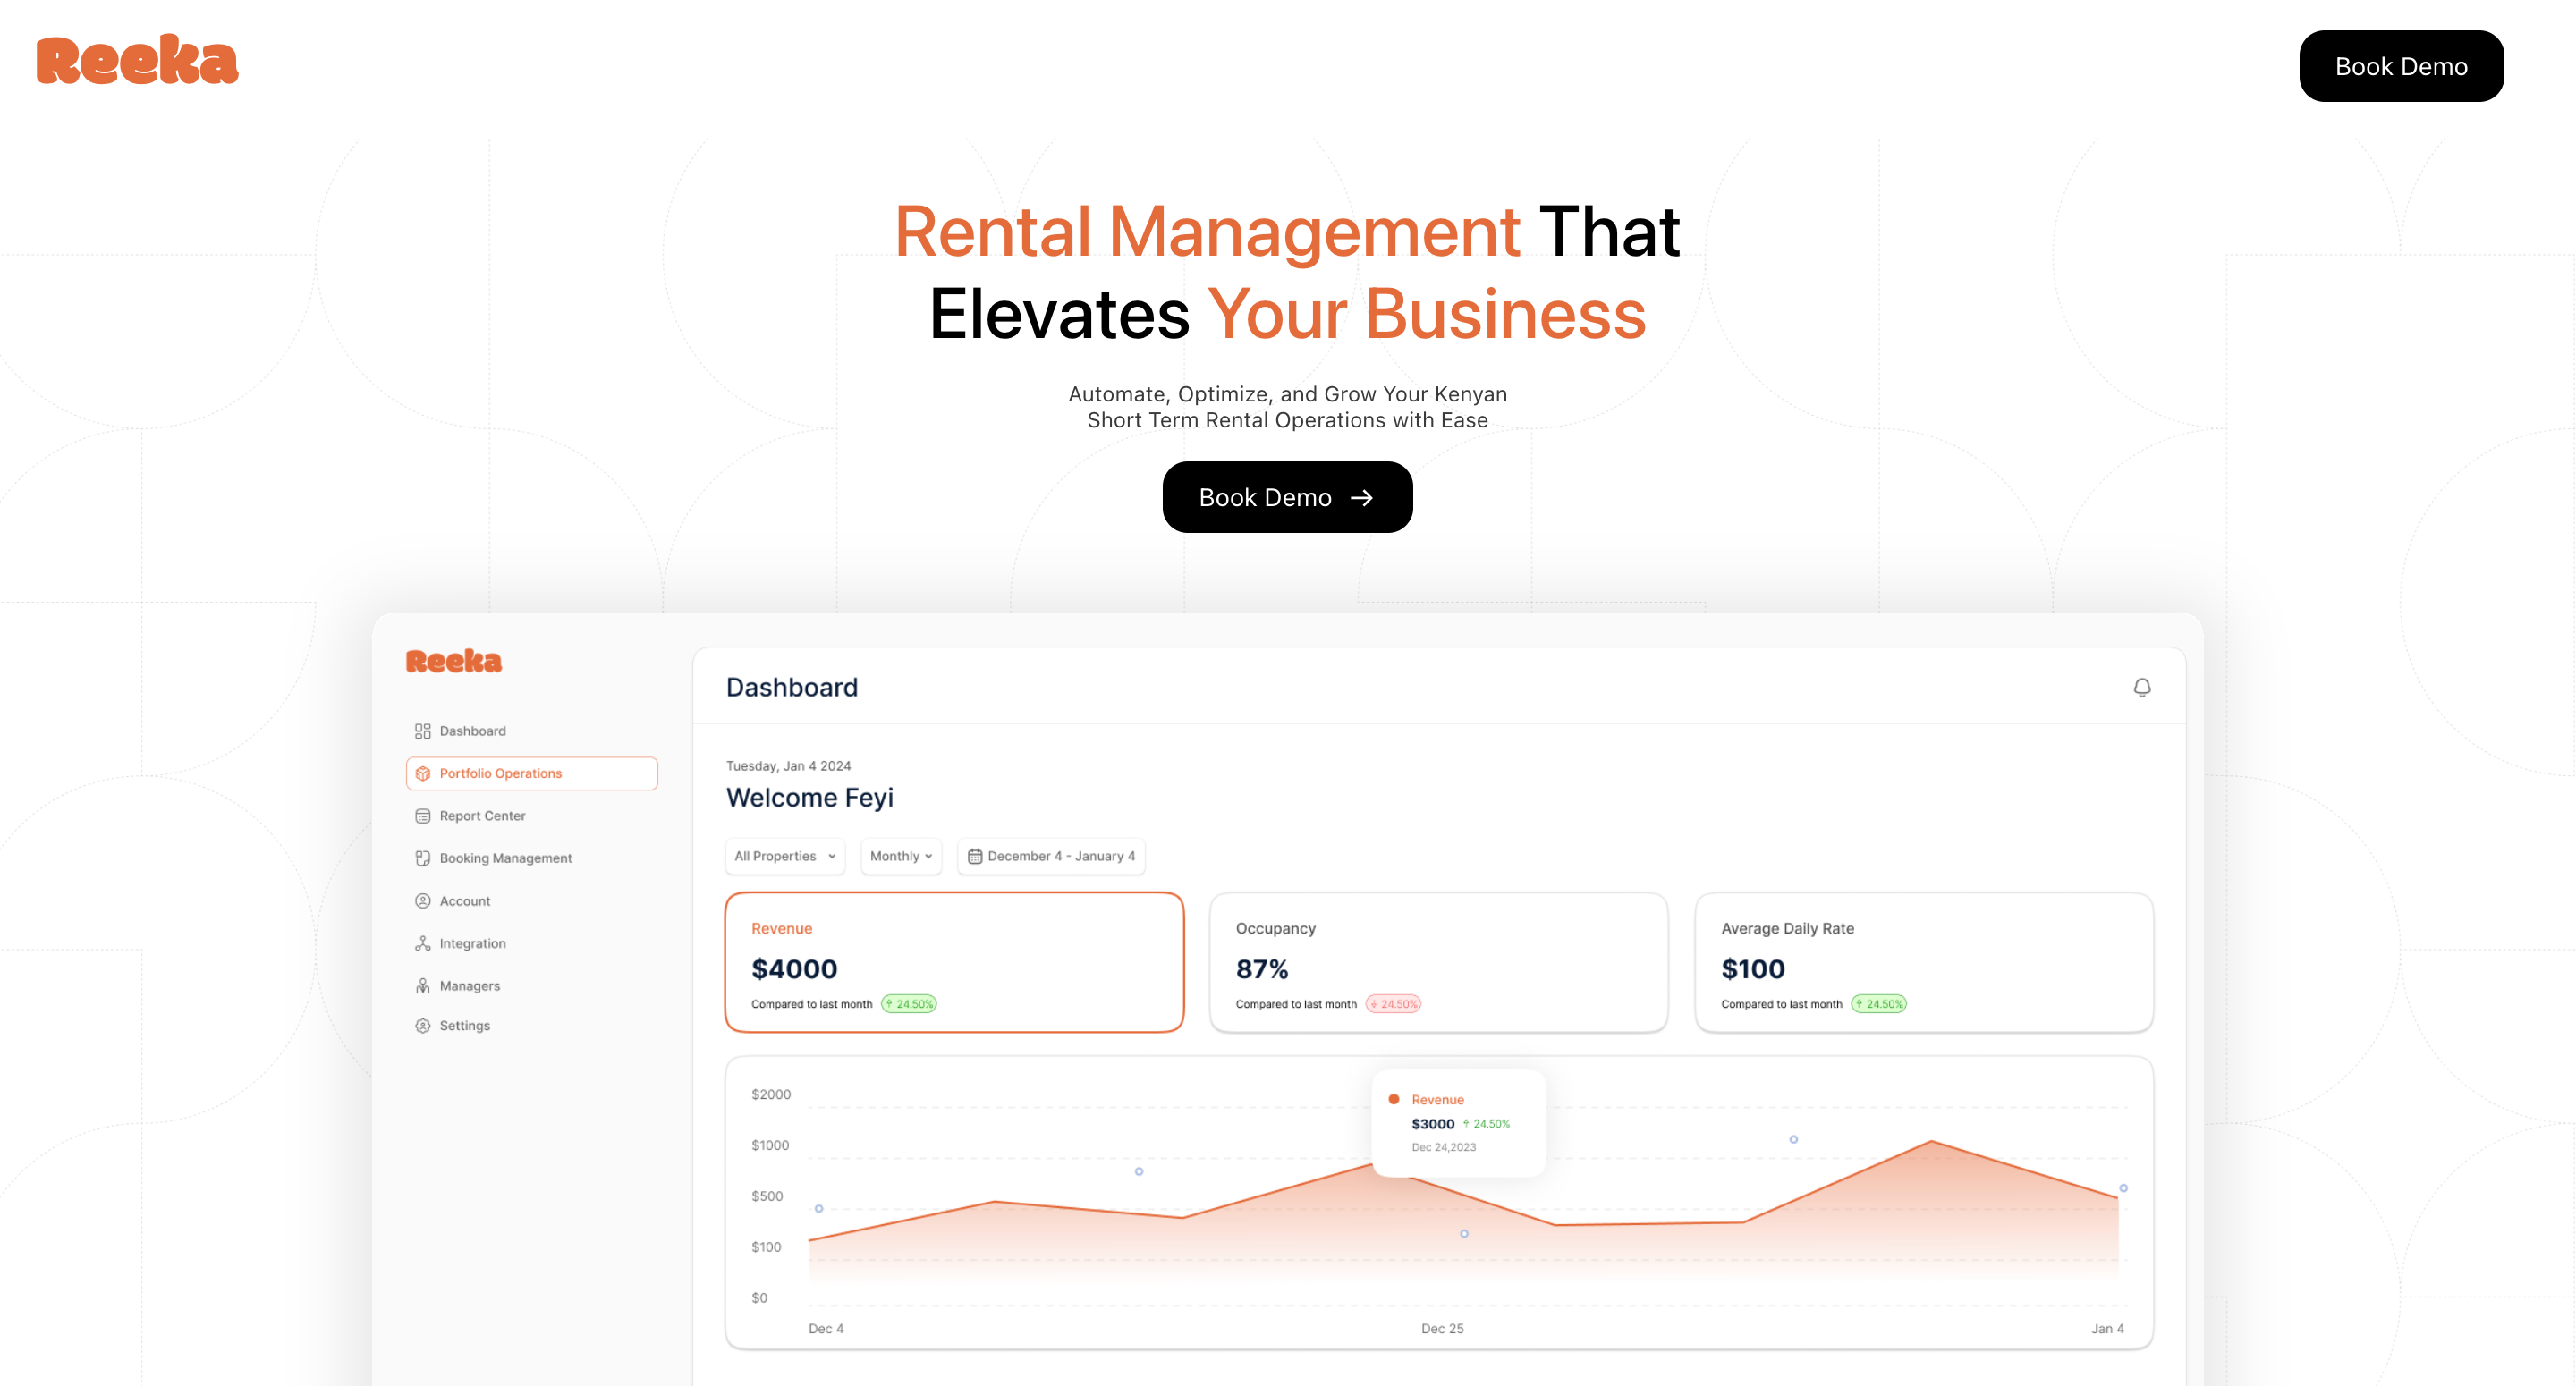 Reeka
Book Demo
Rental Management That
Elevates Your Business
Automate, Optimize, and Grow Your Kenyan
Short Term Rental Operations with Ease
Book Demo →
Reeka
Dashboard
Portfolio Operations
Report Center
Booking Management
Account
Integration
Managers
Settings
Dashboard
Tuesday, Jan 4 2024
Welcome Feyi
All Properties
Monthly
December 4 - January 4
Revenue
$4000
Compared to last month ↑ 24.50%
Occupancy
87%
Compared to last month ↓ 24.50%
Average Daily Rate
$100
Compared to last month ↑ 24.50%
$2000
$1000
$500
$100
$0
Revenue
$3000 ↑ 24.50%
Dec 24,2023
Dec 4
Dec 25
Jan 4